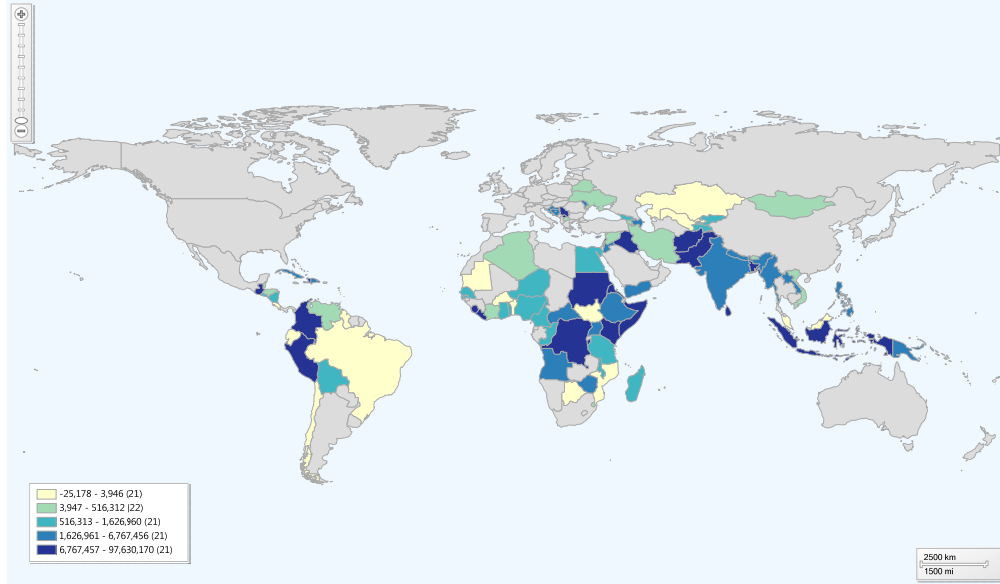 -25,178 - 3,946 (21)
3,947 - 516,312 (22)
516,313 - 1,626,960 (21)
1,626,961 - 6,767,456 (21)
6,767,457 - 97,630,170 (21)
2500 km
1500 mi